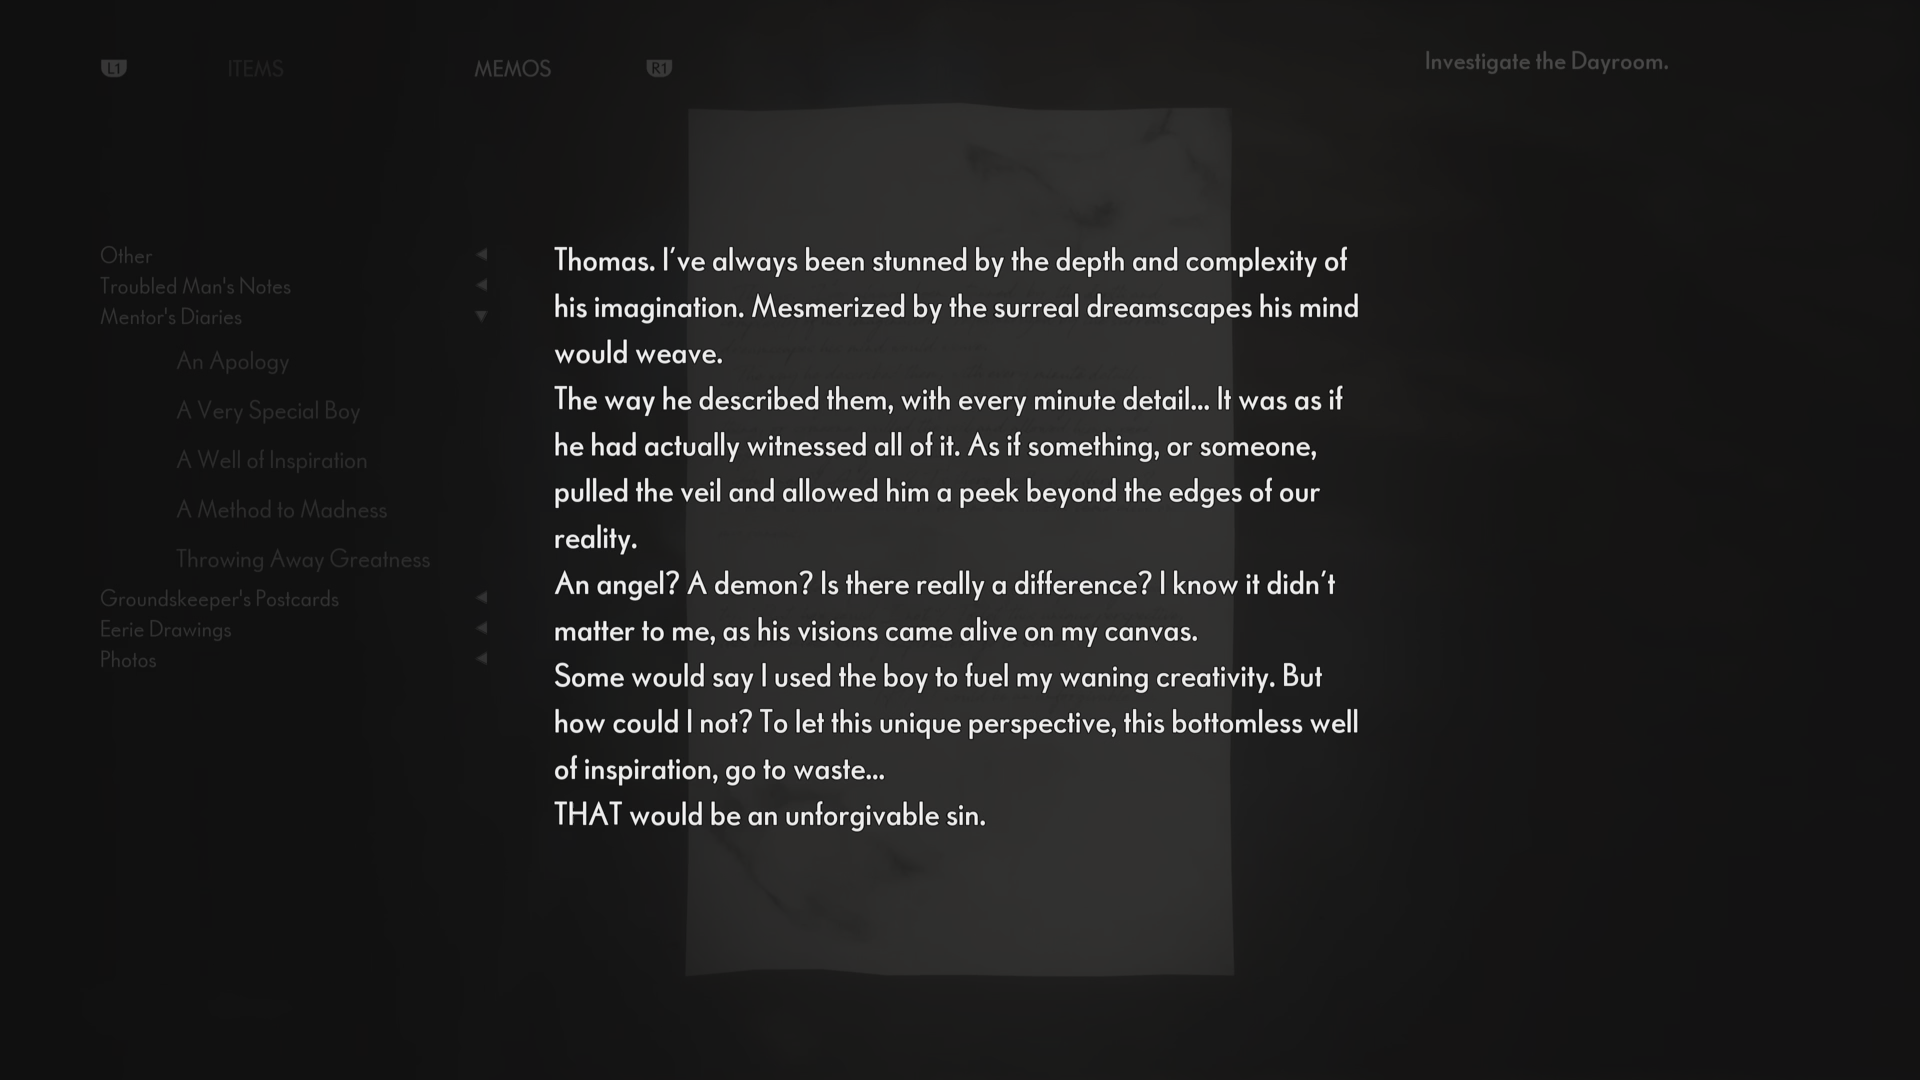 L1
ITEMS
MEMOS
R1
Investigate the Dayroom.
Other
Troubled Man's Notes
Mentor's Diaries
An Apology
A Very Special Boy
A Well of Inspiration
A Method to Madness
Throwing Away Greatness
Groundskeeper's Postcards
Eerie Drawings
Photos
Thomas. I've always been stunned by the depth and complexity of
his imagination. Mesmerized by the surreal dreamscapes his mind
would weave.
The way he described them, with every minute detail... It was as if
he had actually witnessed all of it. As if something, or someone,
pulled the veil and allowed him a peek beyond the edges of our
reality.
An angel? A demon? Is there really a difference? I know it didn't
matter to me, as his visions came alive on my canvas.
Some would say I used the boy to fuel my waning creativity. But
how could I not? To let this unique perspective, this bottomless well
of inspiration, go to waste...
THAT would be an unforgivable sin.